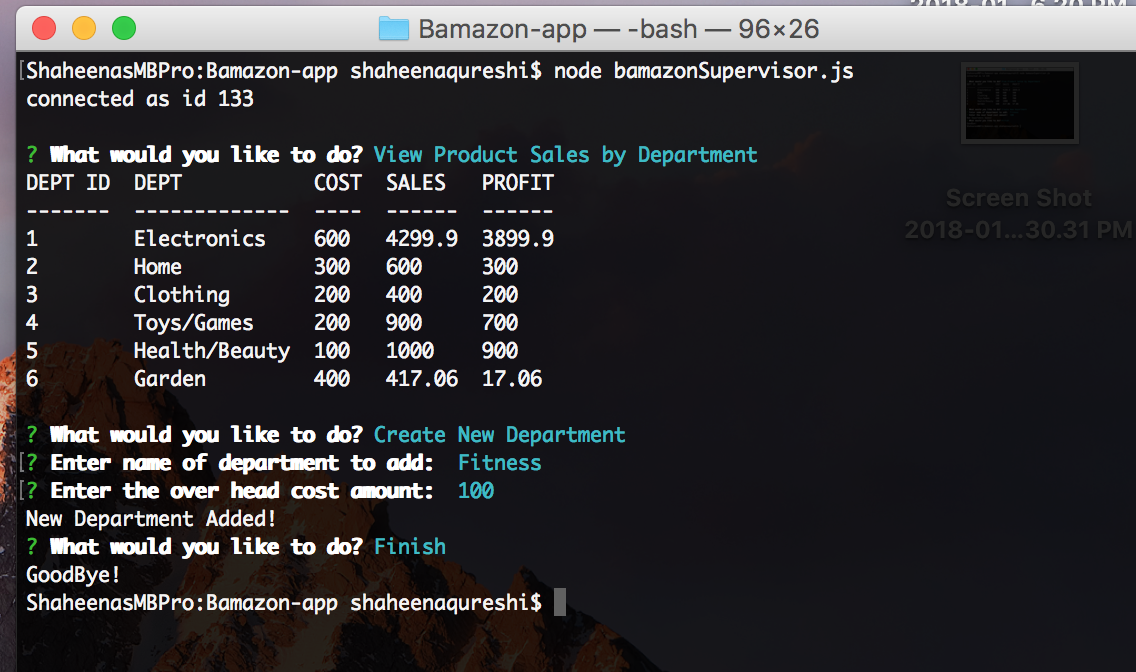 2018-01...6.30 PM
Bamazon-app — -bash — 96×26
[ShaheenasMBPro:Bamazon-app shaheenaqureshi$ node bamazonSupervisor.js
connected as id 133
? What would you like to do? View Product Sales by Department
DEPT ID  DEPT           COST  SALES   PROFIT
-------  -------------  ----  ------  ------
1        Electronics    600   4299.9  3899.9
2        Home           300   600     300
3        Clothing       200   400     200
4        Toys/Games     200   900     700
5        Health/Beauty  100   1000    900
6        Garden         400   417.06  17.06
? What would you like to do? Create New Department
[? Enter name of department to add:  Fitness
[? Enter the over head cost amount:  100
New Department Added!
? What would you like to do? Finish
GoodBye!
ShaheenasMBPro:Bamazon-app shaheenaqureshi$
Screen Shot
2018-01...30.31 PM